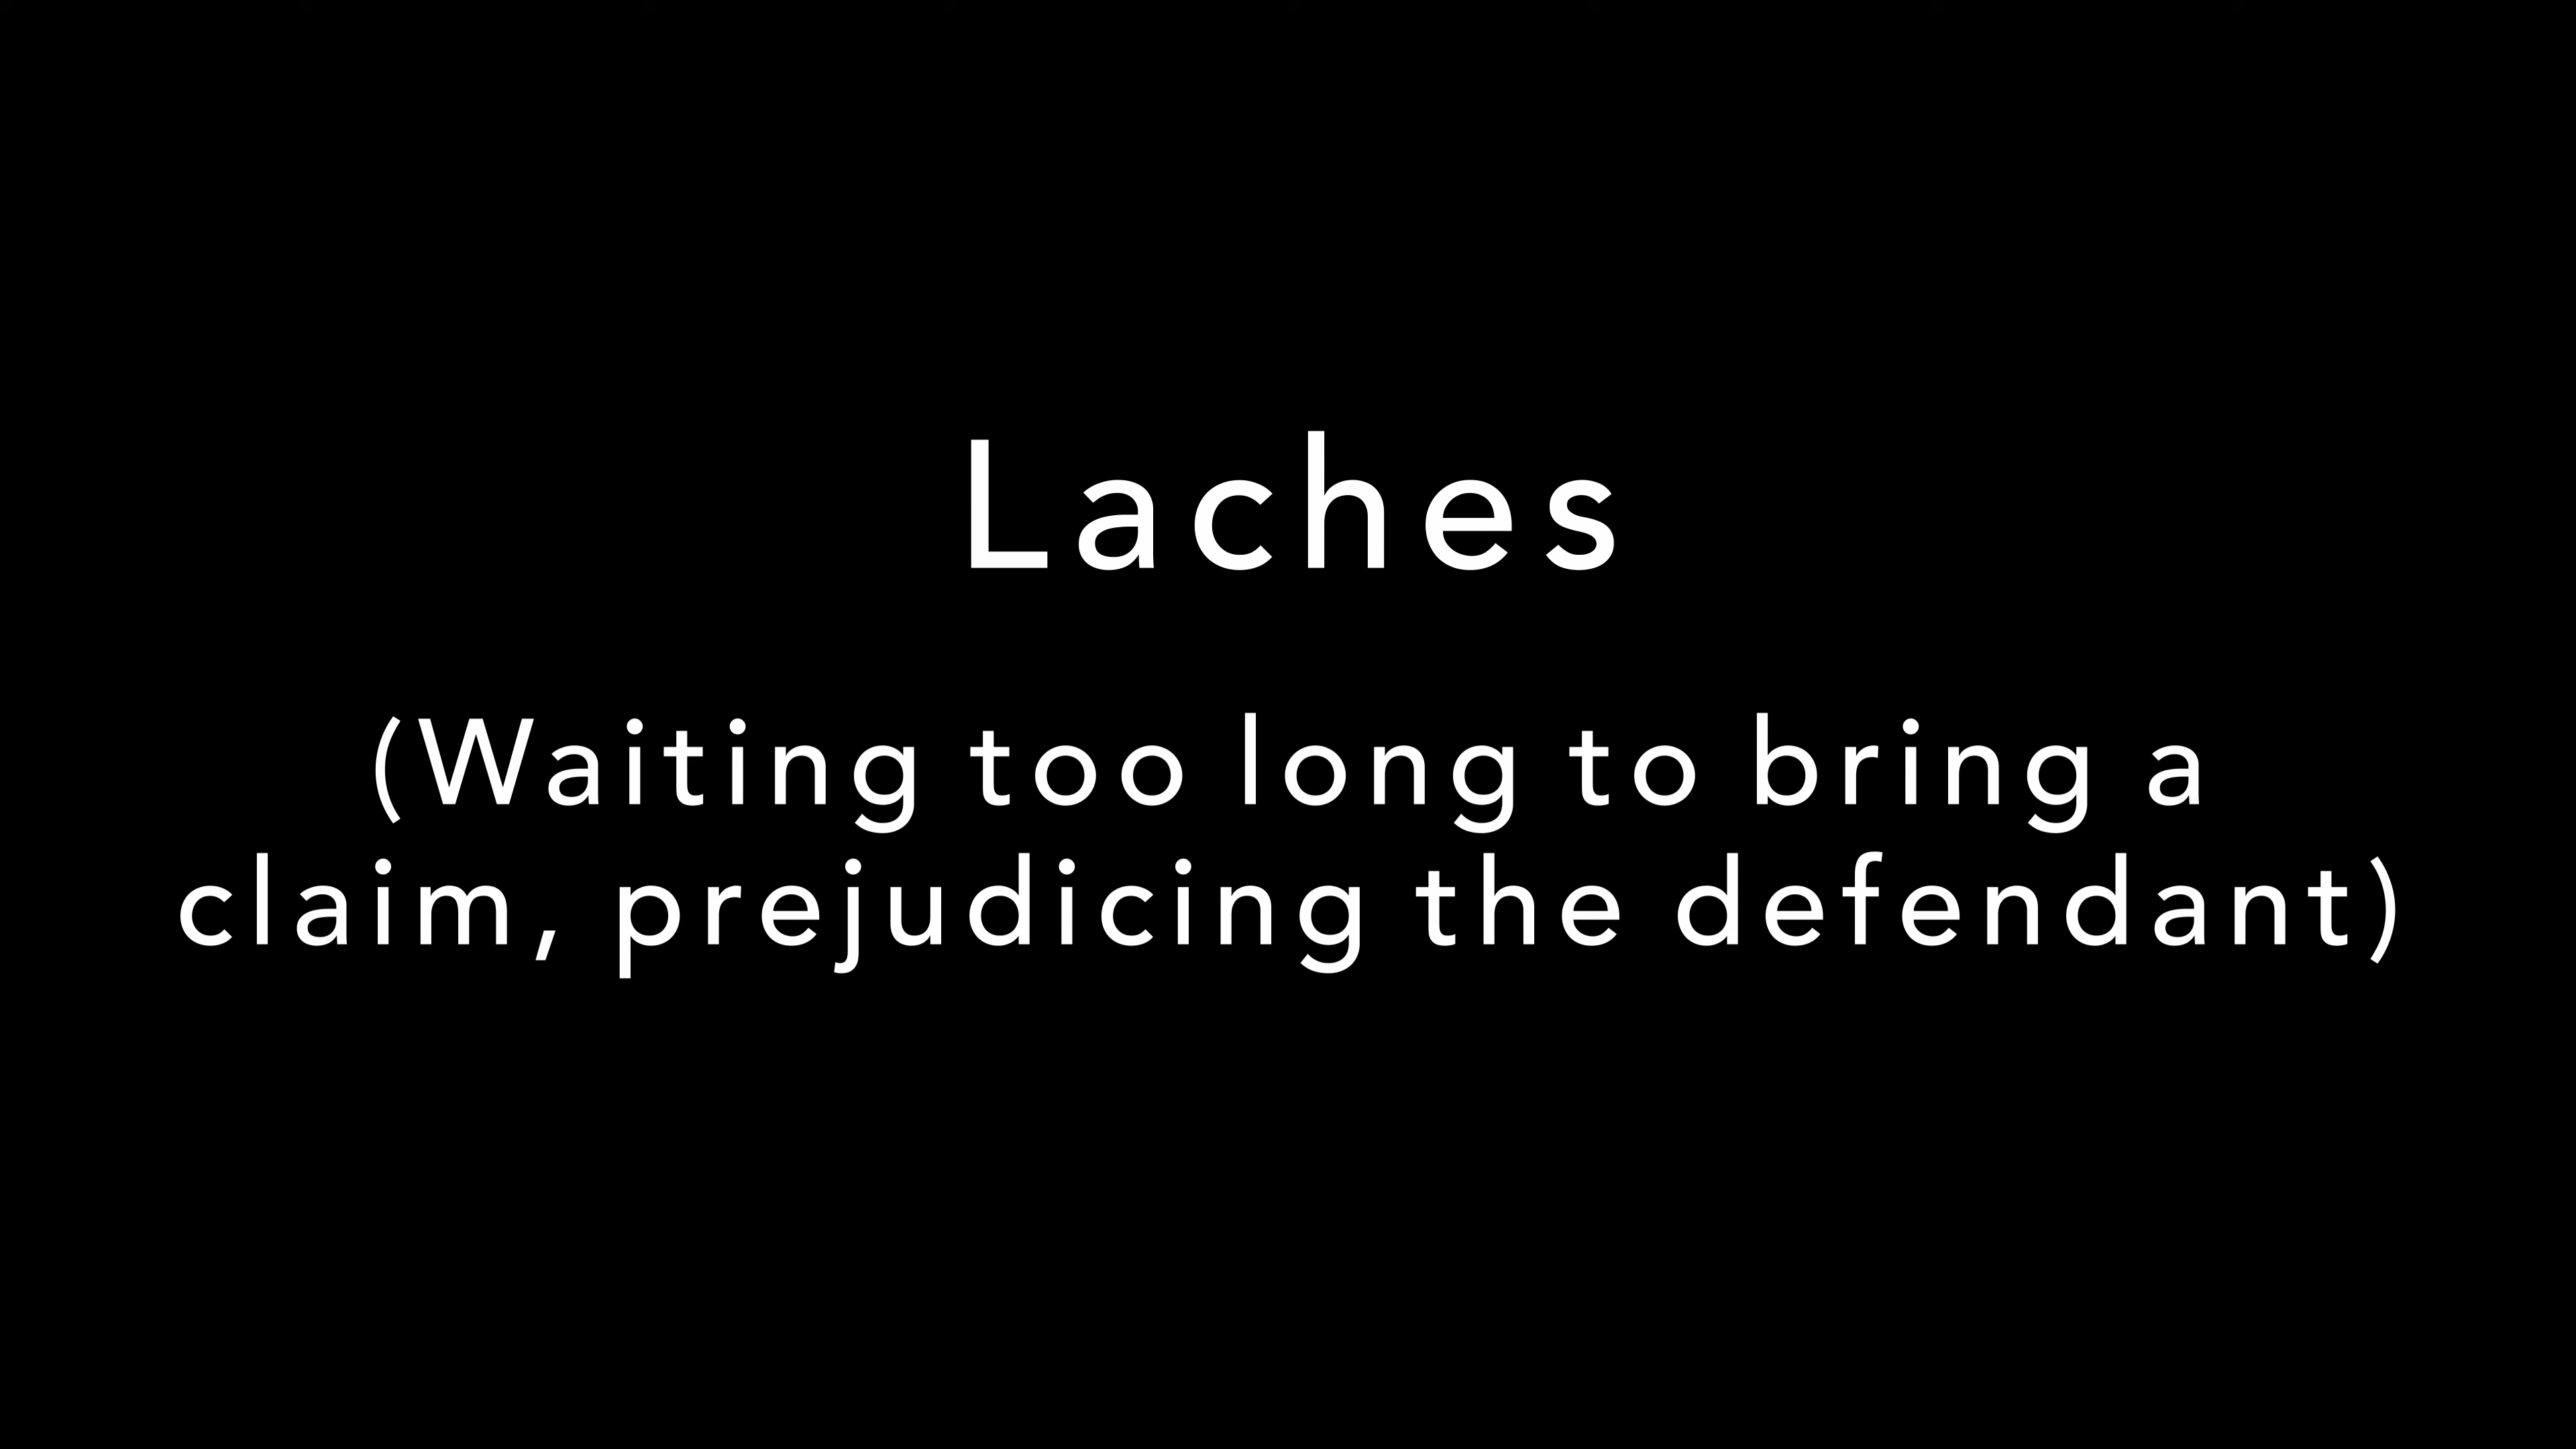 Laches
(Waiting too long to bring a
claim, prejudicing the defendant)